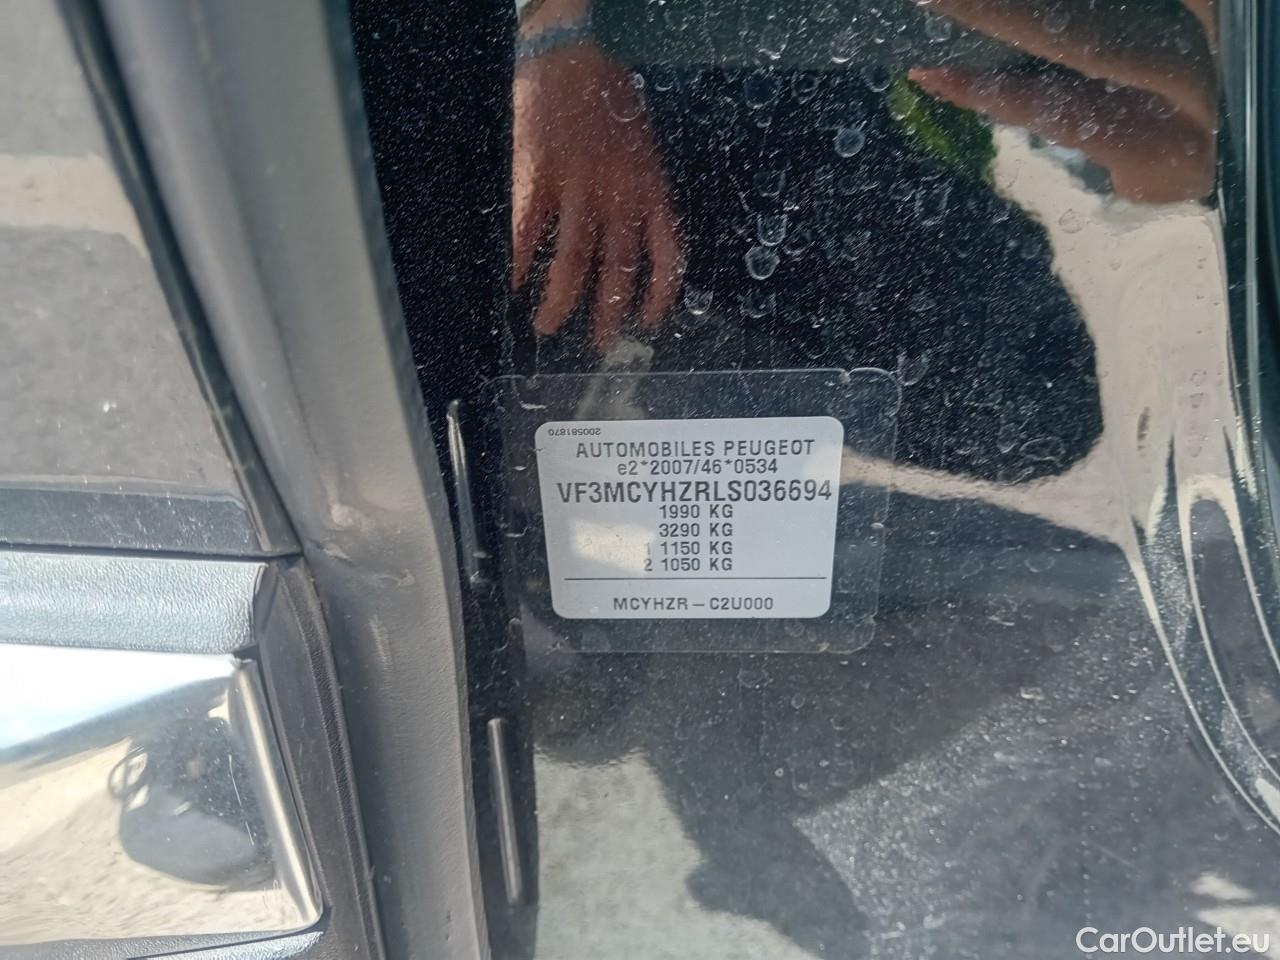 200581870
AUTOMOBILES PEUGEOT
e2*2007/46*0534
VF3MCYHZRLS036694
1990 KG
3290 KG
1 1150 KG
2 1050 KG
MCYHZR – C2U000
CarOutlet.eu